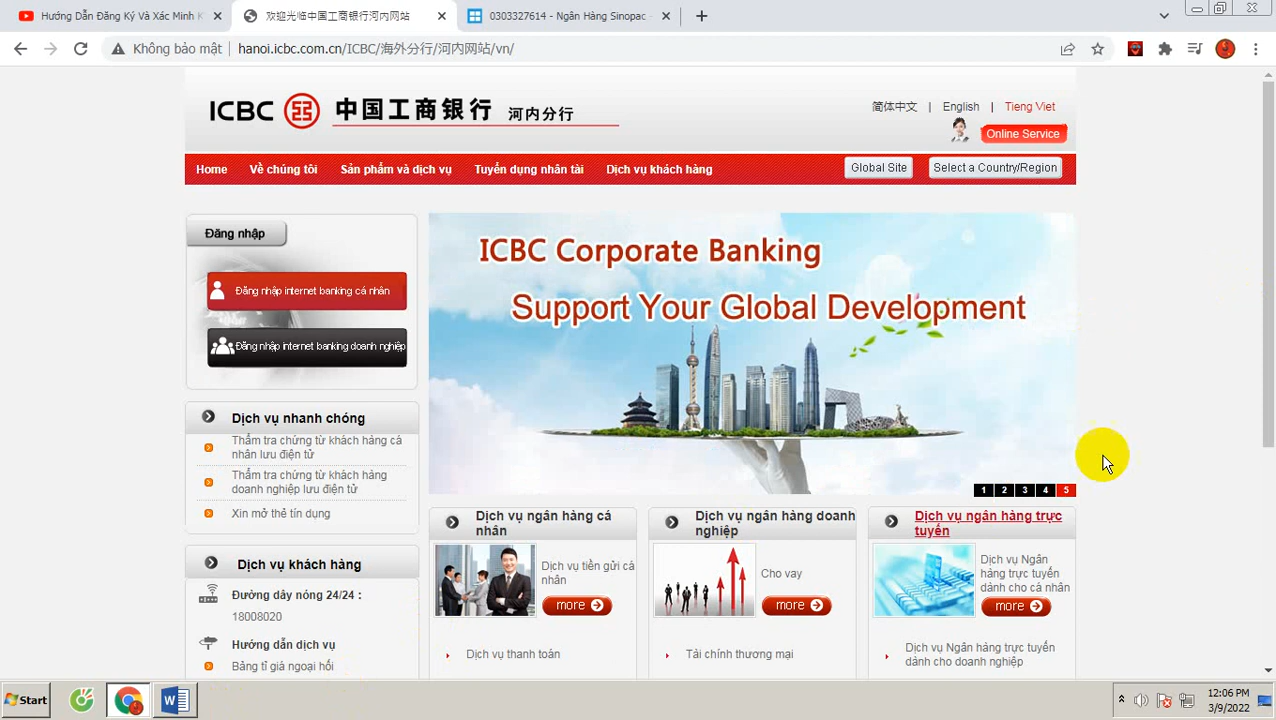 Hướng Dẫn Đăng Ký Và Xác Minh K
欢迎光临中国工商银行河内网站
0303327614 - Ngân Hàng Sinopac
Không bảo mật | hanoi.icbc.com.cn/ICBC/海外分行/河内网站/vn/
ICBC 中国工商银行 河内分行
简体中文 | English | Tieng Viet
Online Service
Home Về chúng tôi Sản phẩm và dịch vụ Tuyển dụng nhân tài Dịch vụ khách hàng Global Site Select a Country/Region
Đăng nhập
Đăng nhập internet banking cá nhân
Đăng nhập internet banking doanh nghiệp
ICBC Corporate Banking
Support Your Global Development
1 2 3 4 5
Dịch vụ nhanh chóng
Thẩm tra chứng từ khách hàng cá
nhân lưu điện tử
Thẩm tra chứng từ khách hàng
doanh nghiệp lưu điện tử
Xin mở thẻ tín dụng
Dịch vụ khách hàng
Đường dây nóng 24/24 :
18008020
Hướng dẫn dịch vụ
Bảng tỉ giá ngoại hối
Dịch vụ ngân hàng cá
nhân
Dịch vụ tiền gửi cá
nhân
more
Dịch vụ thanh toán
Dịch vụ ngân hàng doanh
nghiệp
Cho vay
more
Tài chính thương mại
Dịch vụ ngân hàng trực
tuyến
Dịch vụ Ngân
hàng trực tuyến
dành cho cá nhân
more
Dịch vụ Ngân hàng trực tuyến
dành cho doanh nghiệp
Start
12:06 PM
3/9/2022